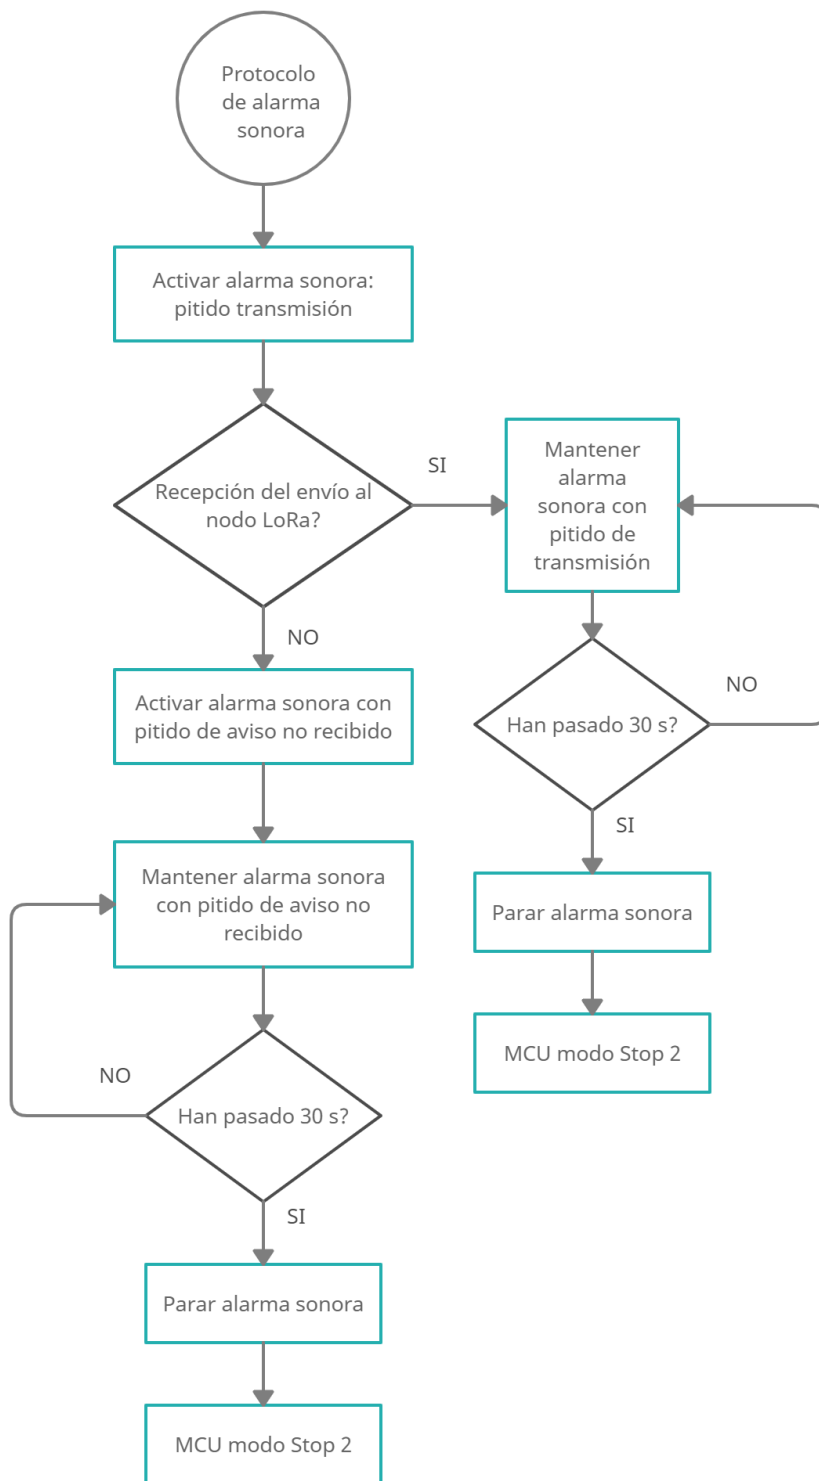 Protocolo
de alarma
sonora
Activar alarma sonora:
pitido transmisión
Recepción del envío al
nodo LoRa?
SI
Mantener
alarma
sonora con
pitido de
transmisión
NO
Activar alarma sonora con
pitido de aviso no recibido
Han pasado 30 s?
NO
SI
Mantener alarma sonora
con pitido de aviso no
recibido
Parar alarma sonora
MCU modo Stop 2
NO
Han pasado 30 s?
SI
Parar alarma sonora
MCU modo Stop 2